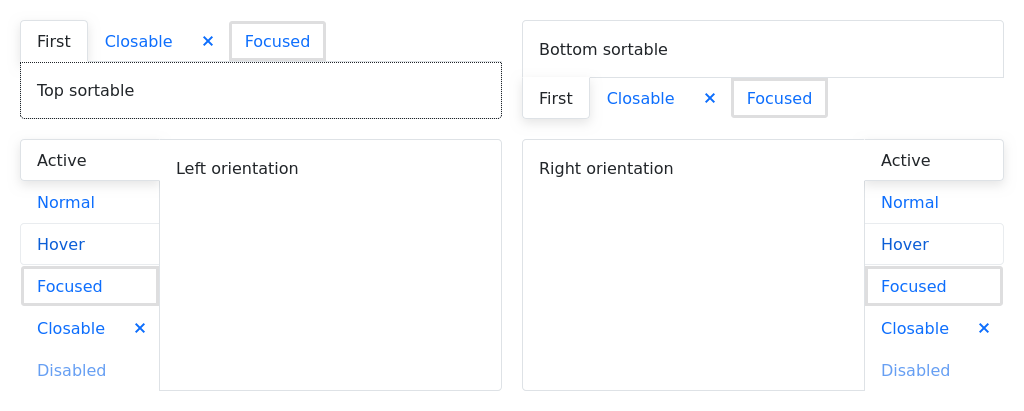 First Closable × Focused
Top sortable
Bottom sortable
First Closable × Focused
Active
Normal
Hover
Focused
Closable ×
Disabled
Left orientation
Right orientation
Active
Normal
Hover
Focused
Closable ×
Disabled